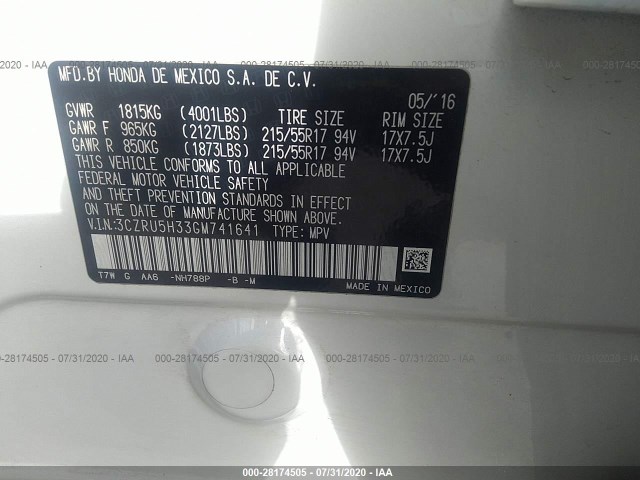 000-28174505 - 07/31/2020 - IAA
MFD.BY HONDA DE MEXICO S.A. DE C.V.
05/'16
GVWR 1815KG (4001LBS) TIRE SIZE RIM SIZE
GAWR F 965KG (2127LBS) 215/55R17 94V 17X7.5J
GAWR R 850KG (1873LBS) 215/55R17 94V 17X7.5J
THIS VEHICLE CONFORMS TO ALL APPLICABLE
FEDERAL MOTOR VEHICLE SAFETY
AND THEFT PREVENTION STANDARDS IN EFFECT
ON THE DATE OF MANUFACTURE SHOWN ABOVE.
V.I.N:3CZRU5H33GM741641 TYPE: MPV
T7W G AA6 -NH788P -B -M
MADE IN MEXICO
000-28174505 - 07/31/2020 - IAA
000-28174505 - 07/31/2020 - IAA